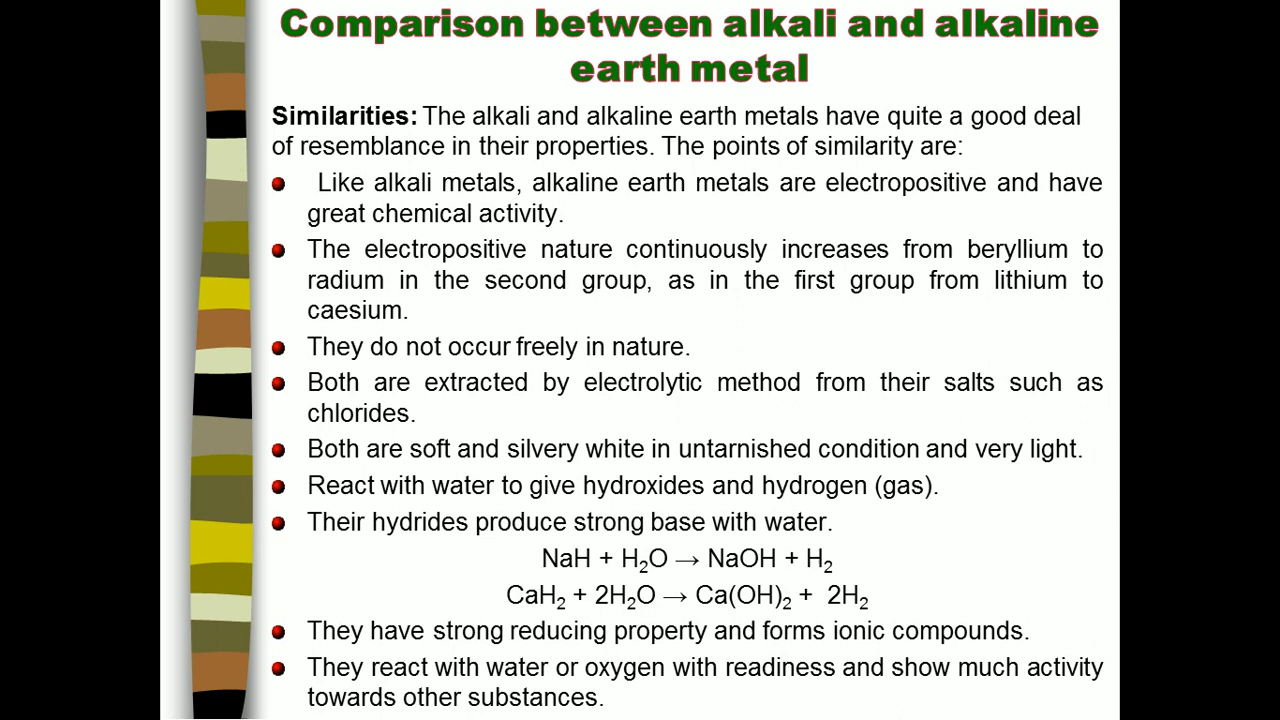 Comparison between alkali and alkaline
earth metal
Similarities: The alkali and alkaline earth metals have quite a good deal
of resemblance in their properties. The points of similarity are:
Like alkali metals, alkaline earth metals are electropositive and have
great chemical activity.
The electropositive nature continuously increases from beryllium to
radium in the second group, as in the first group from lithium to
caesium.
They do not occur freely in nature.
Both are extracted by electrolytic method from their salts such as
chlorides.
Both are soft and silvery white in untarnished condition and very light.
React with water to give hydroxides and hydrogen (gas).
Their hydrides produce strong base with water.
NaH + H₂O → NaOH + H₂
CaH₂ + 2H₂O → Ca(OH)₂ + 2H₂
They have strong reducing property and forms ionic compounds.
They react with water or oxygen with readiness and show much activity
towards other substances.